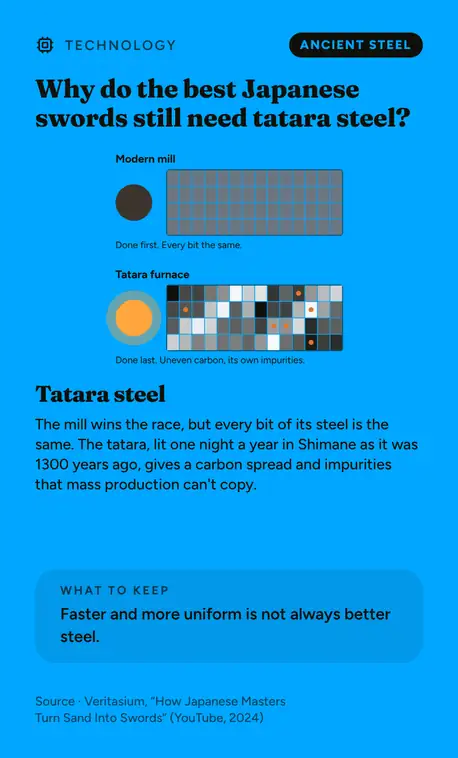 TECHNOLOGY
ANCIENT STEEL
Why do the best Japanese
swords still need tatara steel?
Modern mill
Done first. Every bit the same.
Tatara furnace
Done last. Uneven carbon, its own impurities.
Tatara steel
The mill wins the race, but every bit of its steel is the
same. The tatara, lit one night a year in Shimane as it was
1300 years ago, gives a carbon spread and impurities
that mass production can't copy.
WHAT TO KEEP
Faster and more uniform is not always better
steel.
Source · Veritasium, "How Japanese Masters
Turn Sand Into Swords" (YouTube, 2024)